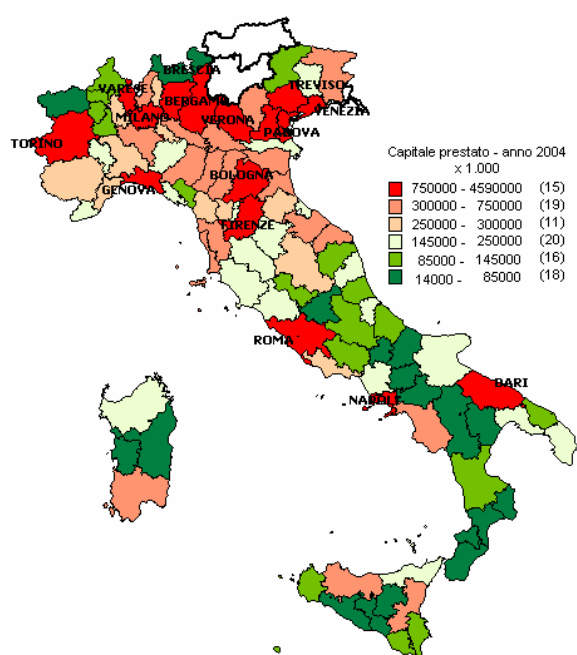 BRESCIA
TREVISO
VARESE
BERGAMO
VENEZIA
MILANO
VERONA
PADOVA
TORINO
BOLOGNA
GENOVA
FIRENZE
ROMA
BARI
NAPOLI
Capitale prestato - anno 2004
x 1.000
750000 - 4590000 (15)
300000 - 750000 (19)
250000 - 300000 (11)
145000 - 250000 (20)
85000 - 145000 (16)
14000 - 85000 (18)